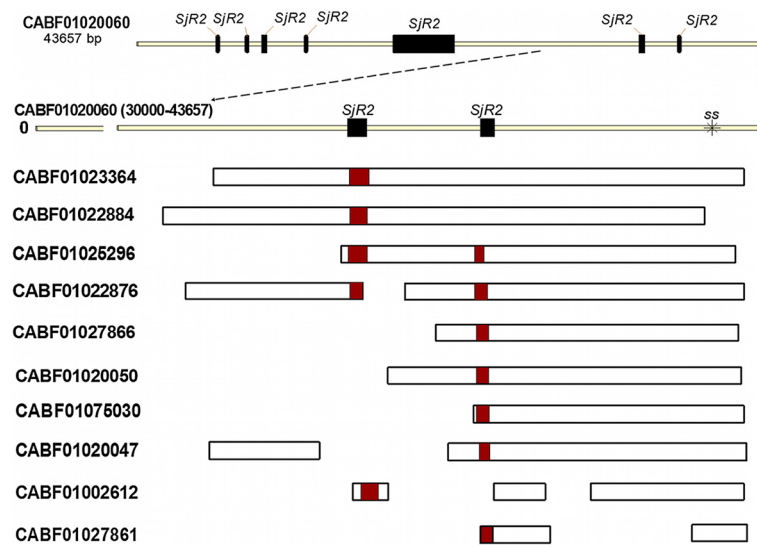 CABF01020060
43657 bp
SjR2 SjR2 SjR2 SjR2 SjR2 SjR2 SjR2
CABF01020060 (30000-43657)
0
SjR2 SjR2 ss
CABF01023364
CABF01022884
CABF01025296
CABF01022876
CABF01027866
CABF01020050
CABF01075030
CABF01020047
CABF01002612
CABF01027861